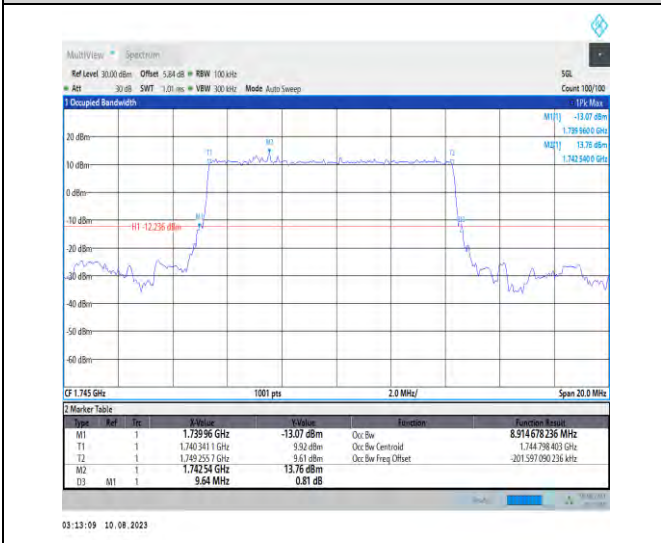 MultiView Spectrum
Ref Level 30.00 dBm Offset 5.84 dB RBW 100 kHz SGL
Att 30 dB SWT 1.01 ms VBW 300 kHz Mode Auto Sweep Count 100/100
1 Occupied Bandwidth 1Pk Max
M1[1] -13.07 dBm
1.739 9600 GHz
M2[1] 13.76 dBm
1.742 5400 GHz
20 dBm
M2
T1 T2
10 dBm
0 dBm
-10 dBm
M1
H1 -12.236 dBm
-20 dBm
-30 dBm
-40 dBm
-50 dBm
-60 dBm
CF 1.745 GHz 1001 pts 2.0 MHz/ Span 20.0 MHz
2 Marker Table
Type Ref Trc X-Value Y-Value Function Function Result
M1 1 1.739 96 GHz -13.07 dBm Occ Bw 8.914 678 236 MHz
T1 1 1.740 341 1 GHz 9.92 dBm Occ Bw Centroid 1.744 798 403 GHz
T2 1 1.749 255 7 GHz 9.61 dBm Occ Bw Freq Offset -201.597 090 236 kHz
M2 1 1.742 54 GHz 13.76 dBm
D3 M1 1 9.64 MHz 0.81 dB
03:13:09 10.08.2023